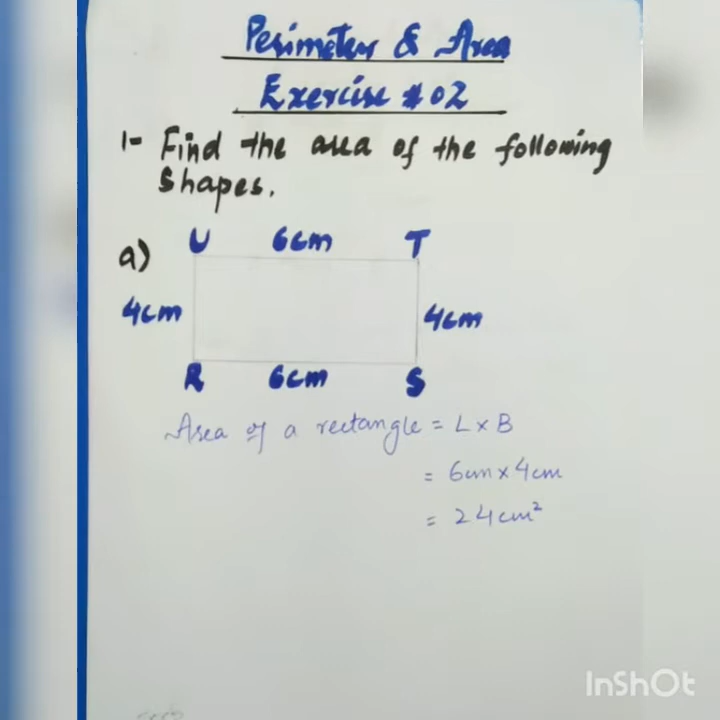 Perimeter & Area
Exercise # 02
1- Find the area of the following
Shapes.
U 6cm T
a)
4cm 4cm
R 6cm S
Area of a rectangle = L x B
= 6cm x 4cm
= 24cm²
InShOt